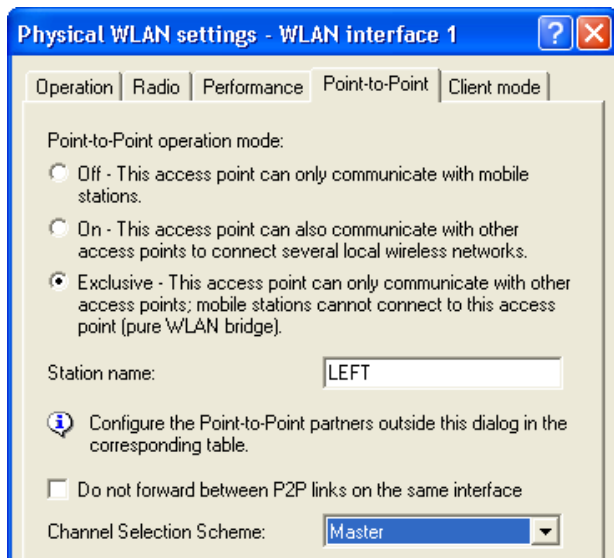 Physical WLAN settings - WLAN interface 1
Operation Radio Performance Point-to-Point Client mode
Point-to-Point operation mode:
Off - This access point can only communicate with mobile
stations.
On - This access point can also communicate with other
access points to connect several local wireless networks.
Exclusive - This access point can only communicate with other
access points; mobile stations cannot connect to this access
point (pure WLAN bridge).
Station name: LEFT
Configure the Point-to-Point partners outside this dialog in the
corresponding table.
Do not forward between P2P links on the same interface
Channel Selection Scheme: Master